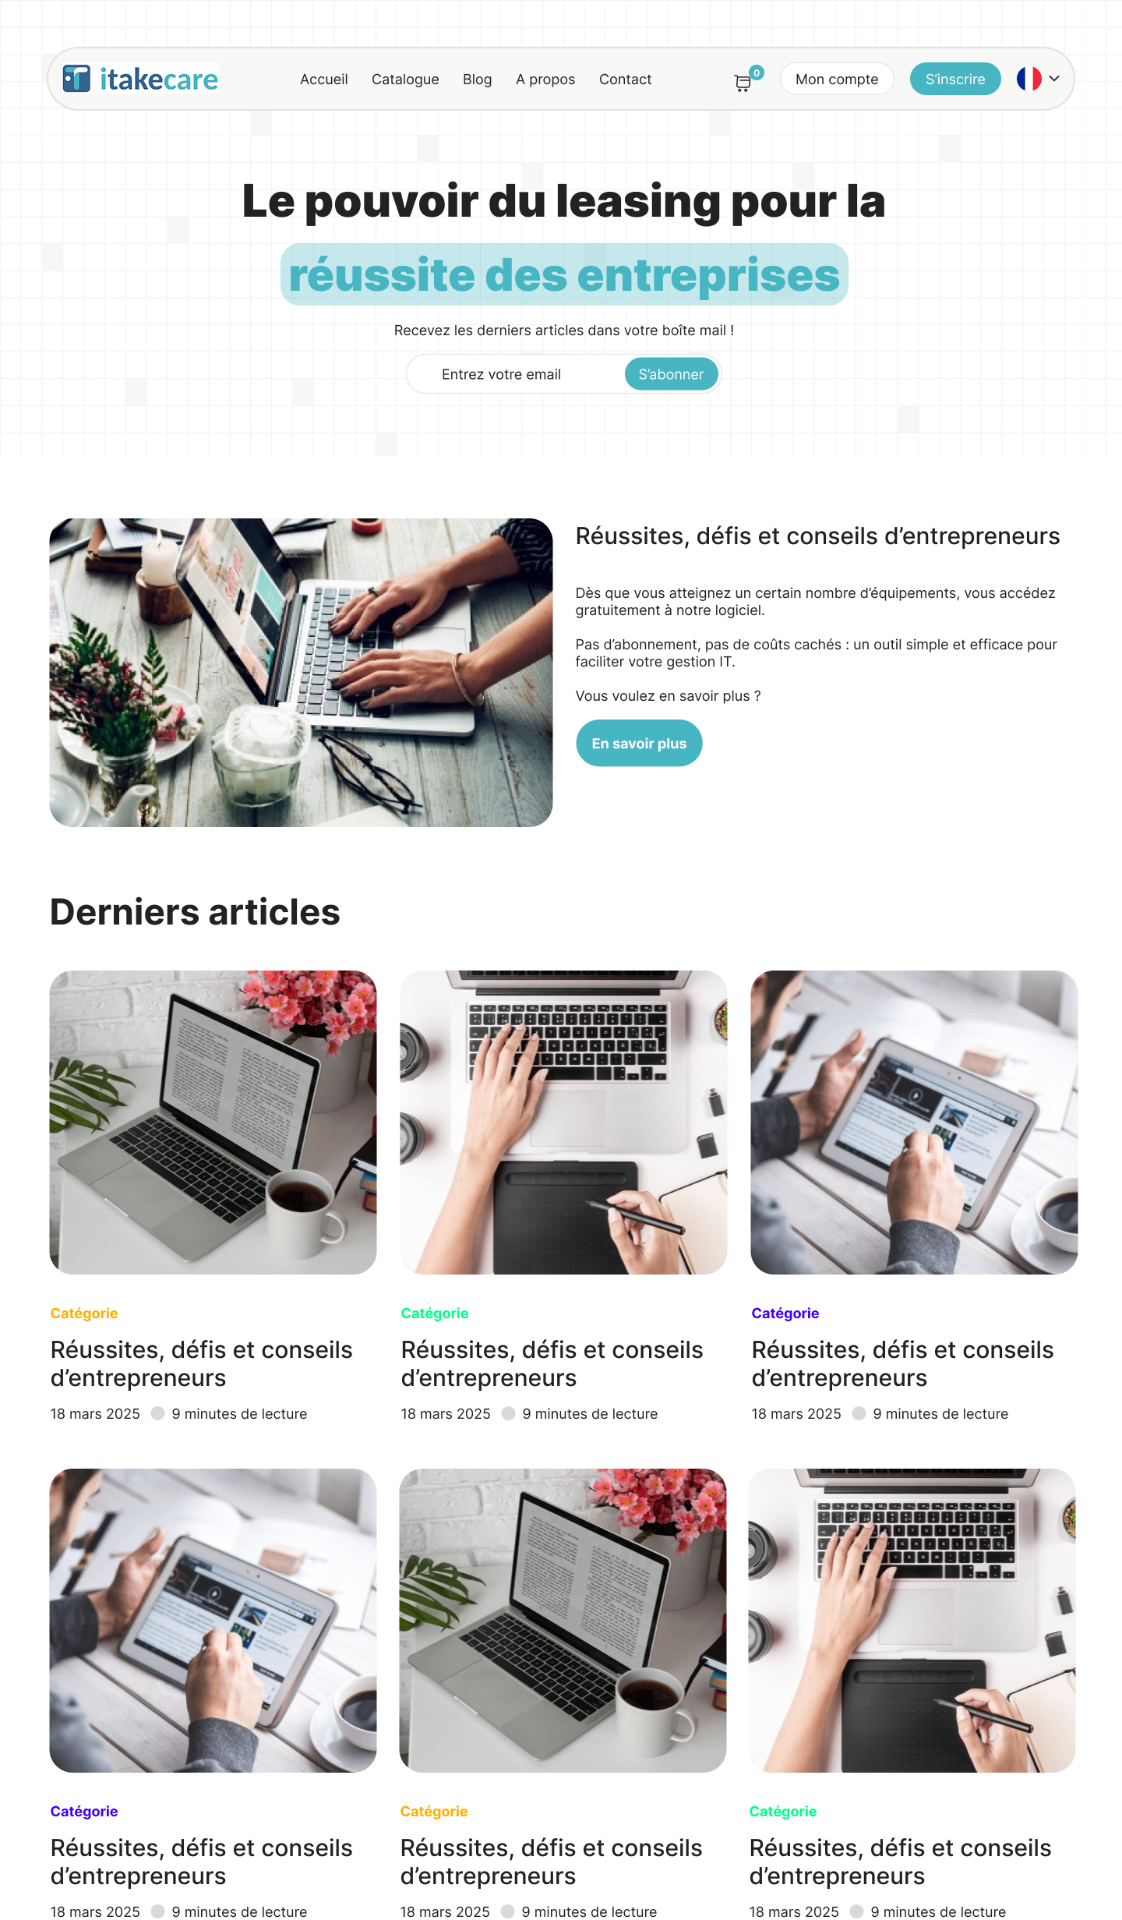 itakecare
Accueil Catalogue Blog A propos Contact
0
Mon compte
S'inscrire
Le pouvoir du leasing pour la
réussite des entreprises
Recevez les derniers articles dans votre boîte mail !
Entrez votre email
S'abonner
Réussites, défis et conseils d'entrepreneurs
Dès que vous atteignez un certain nombre d'équipements, vous accédez
gratuitement à notre logiciel.
Pas d'abonnement, pas de coûts cachés : un outil simple et efficace pour
faciliter votre gestion IT.
Vous voulez en savoir plus ?
En savoir plus
Derniers articles
Catégorie
Réussites, défis et conseils
d'entrepreneurs
18 mars 2025 9 minutes de lecture
Catégorie
Réussites, défis et conseils
d'entrepreneurs
18 mars 2025 9 minutes de lecture
Catégorie
Réussites, défis et conseils
d'entrepreneurs
18 mars 2025 9 minutes de lecture
Catégorie
Réussites, défis et conseils
d'entrepreneurs
18 mars 2025 9 minutes de lecture
Catégorie
Réussites, défis et conseils
d'entrepreneurs
18 mars 2025 9 minutes de lecture
Catégorie
Réussites, défis et conseils
d'entrepreneurs
18 mars 2025 9 minutes de lecture